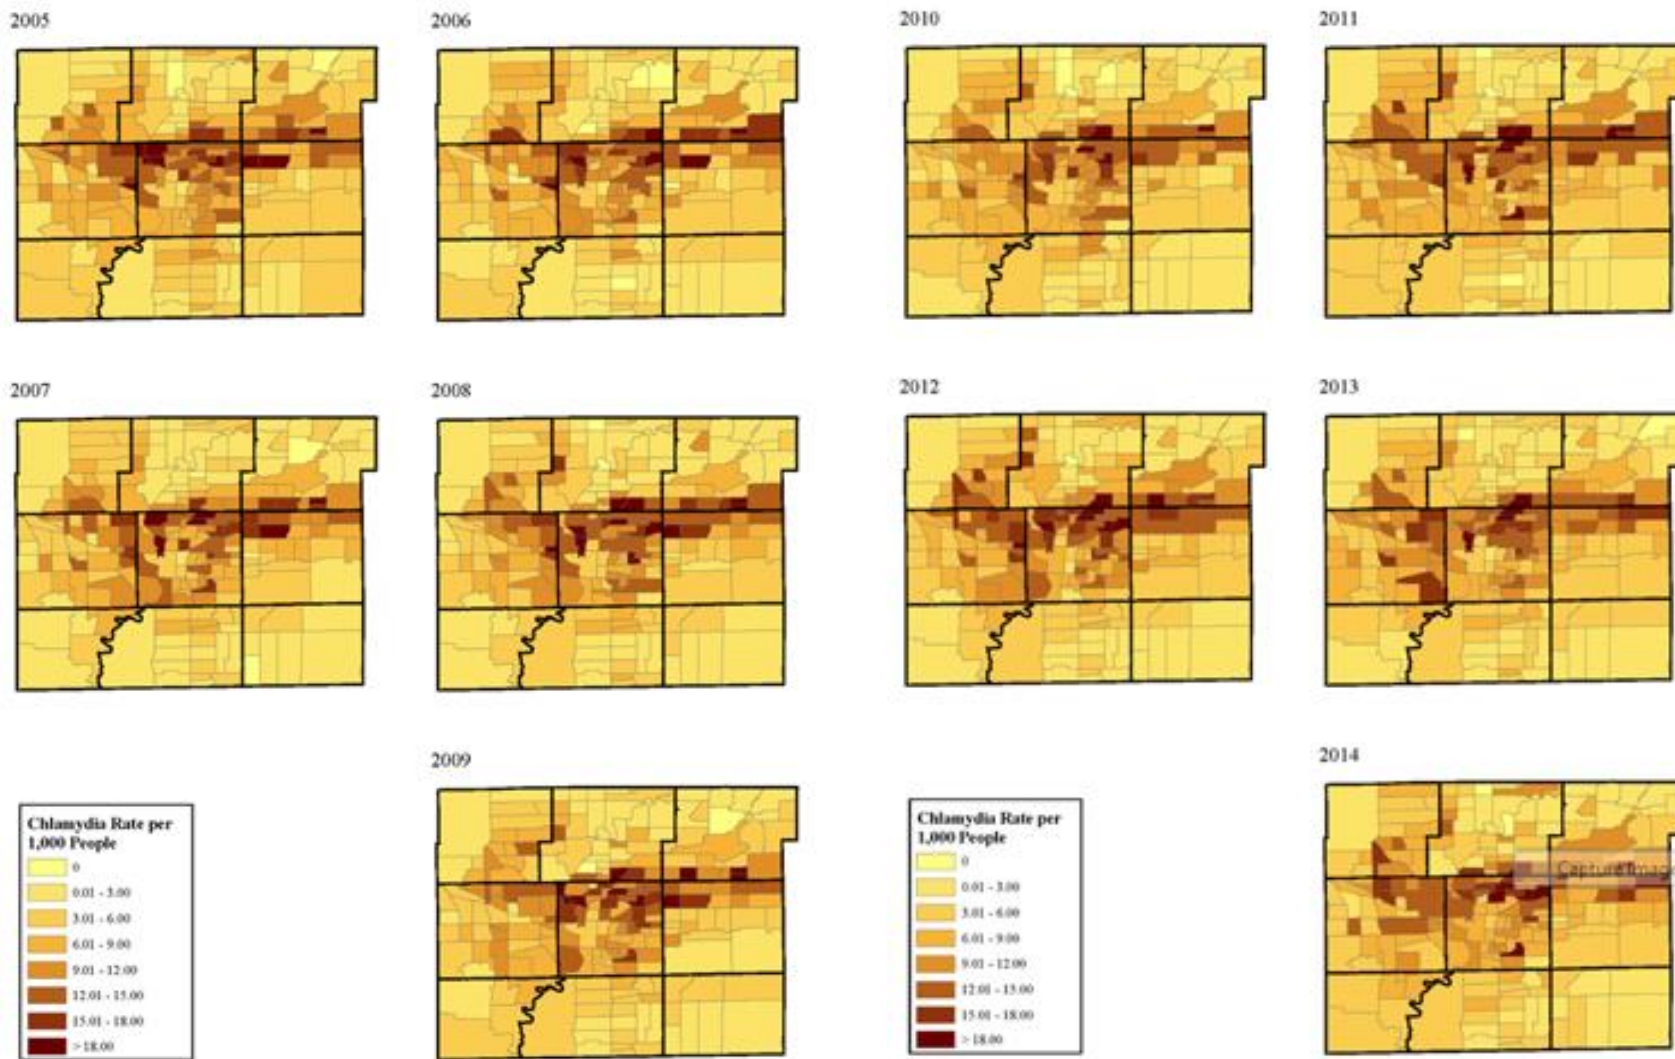 2005
2006
2010
2011
2007
2008
2012
2013
2009
2014
Chlamydia Rate per
1,000 People
0
0.01 - 3.00
3.01 - 6.00
6.01 - 9.00
9.01 - 12.00
12.01 - 15.00
15.01 - 18.00
> 18.00
Chlamydia Rate per
1,000 People
0
0.01 - 3.00
3.01 - 6.00
6.01 - 9.00
9.01 - 12.00
12.01 - 15.00
15.01 - 18.00
> 18.00
Capture Image